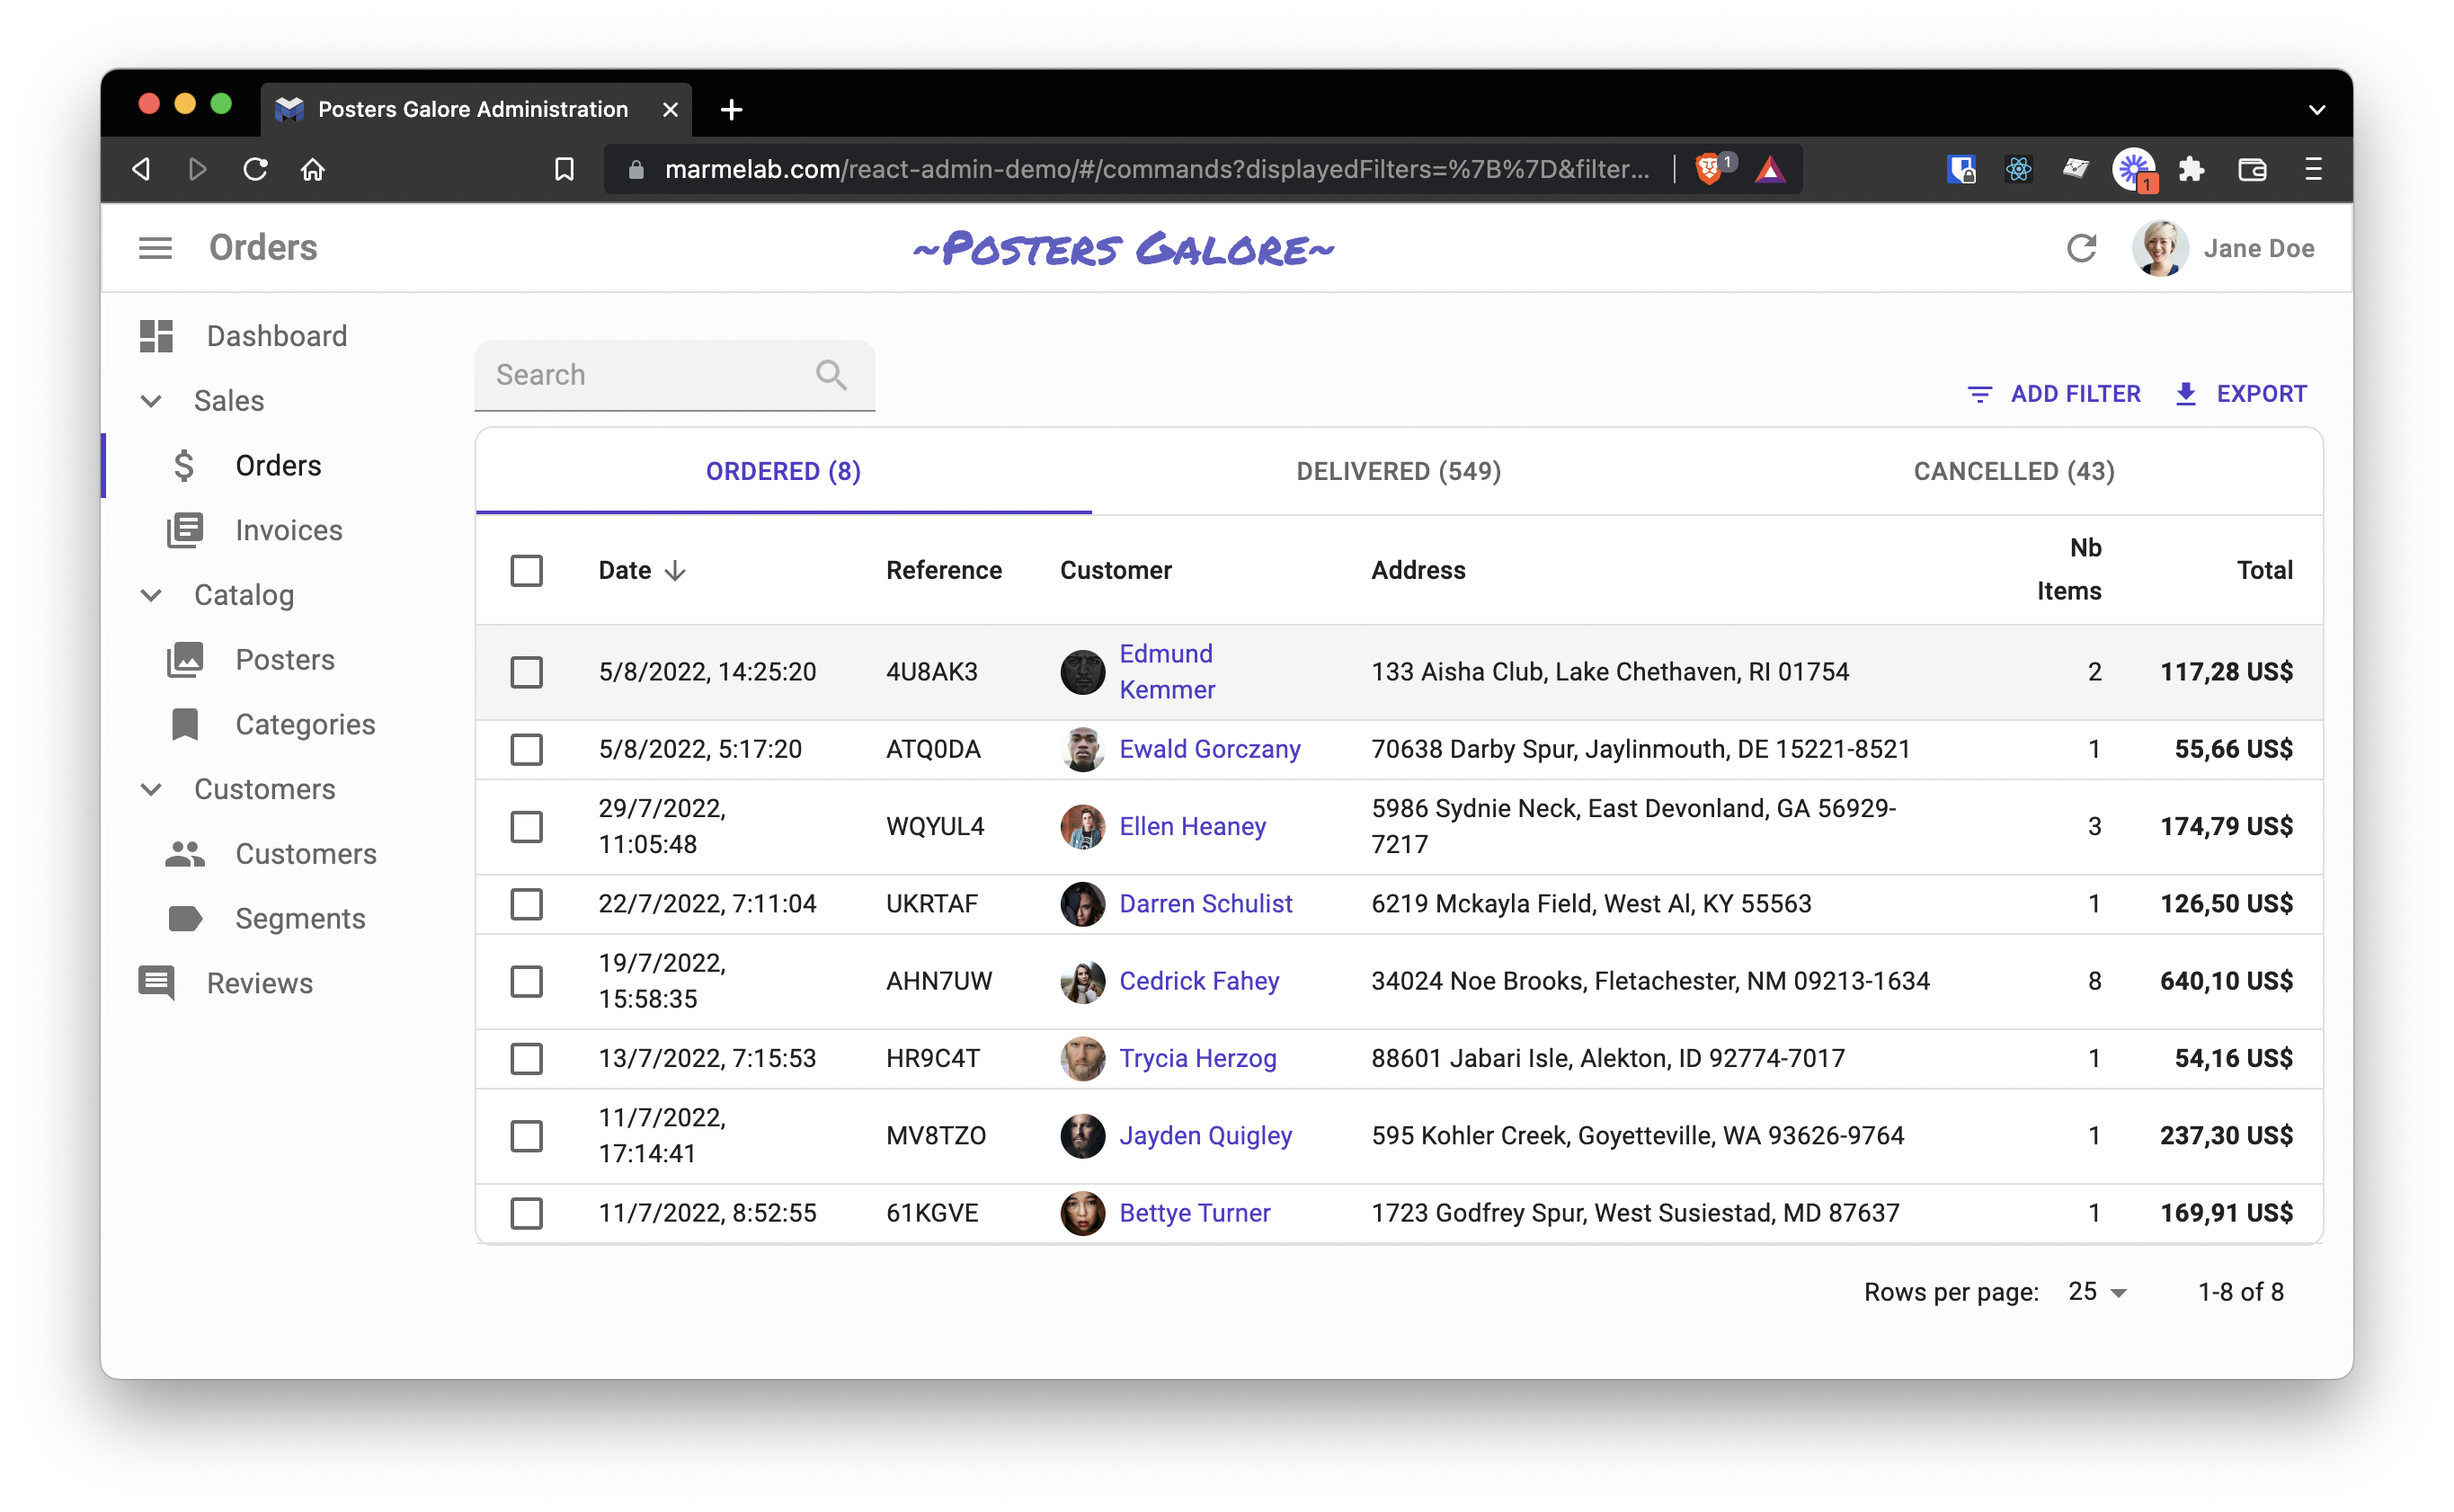 Posters Galore Administration
marmelab.com/react-admin-demo/#/commands?displayedFilters=%7B%7D&filter...
1
1
Orders
~Posters Galore~
Jane Doe
Dashboard
Sales
Orders
Invoices
Catalog
Posters
Categories
Customers
Customers
Segments
Reviews
Search
ADD FILTER
EXPORT
ORDERED (8)
DELIVERED (549)
CANCELLED (43)
Date
Reference
Customer
Address
Nb
Items
Total
5/8/2022, 14:25:20
4U8AK3
Edmund
Kemmer
133 Aisha Club, Lake Chethaven, RI 01754
2
117,28 US$
5/8/2022, 5:17:20
ATQ0DA
Ewald Gorczany
70638 Darby Spur, Jaylinmouth, DE 15221-8521
1
55,66 US$
29/7/2022,
11:05:48
WQYUL4
Ellen Heaney
5986 Sydnie Neck, East Devonland, GA 56929-
7217
3
174,79 US$
22/7/2022, 7:11:04
UKRTAF
Darren Schulist
6219 Mckayla Field, West Al, KY 55563
1
126,50 US$
19/7/2022,
15:58:35
AHN7UW
Cedrick Fahey
34024 Noe Brooks, Fletachester, NM 09213-1634
8
640,10 US$
13/7/2022, 7:15:53
HR9C4T
Trycia Herzog
88601 Jabari Isle, Alekton, ID 92774-7017
1
54,16 US$
11/7/2022,
17:14:41
MV8TZO
Jayden Quigley
595 Kohler Creek, Goyetteville, WA 93626-9764
1
237,30 US$
11/7/2022, 8:52:55
61KGVE
Bettye Turner
1723 Godfrey Spur, West Susiestad, MD 87637
1
169,91 US$
Rows per page:
25
1-8 of 8